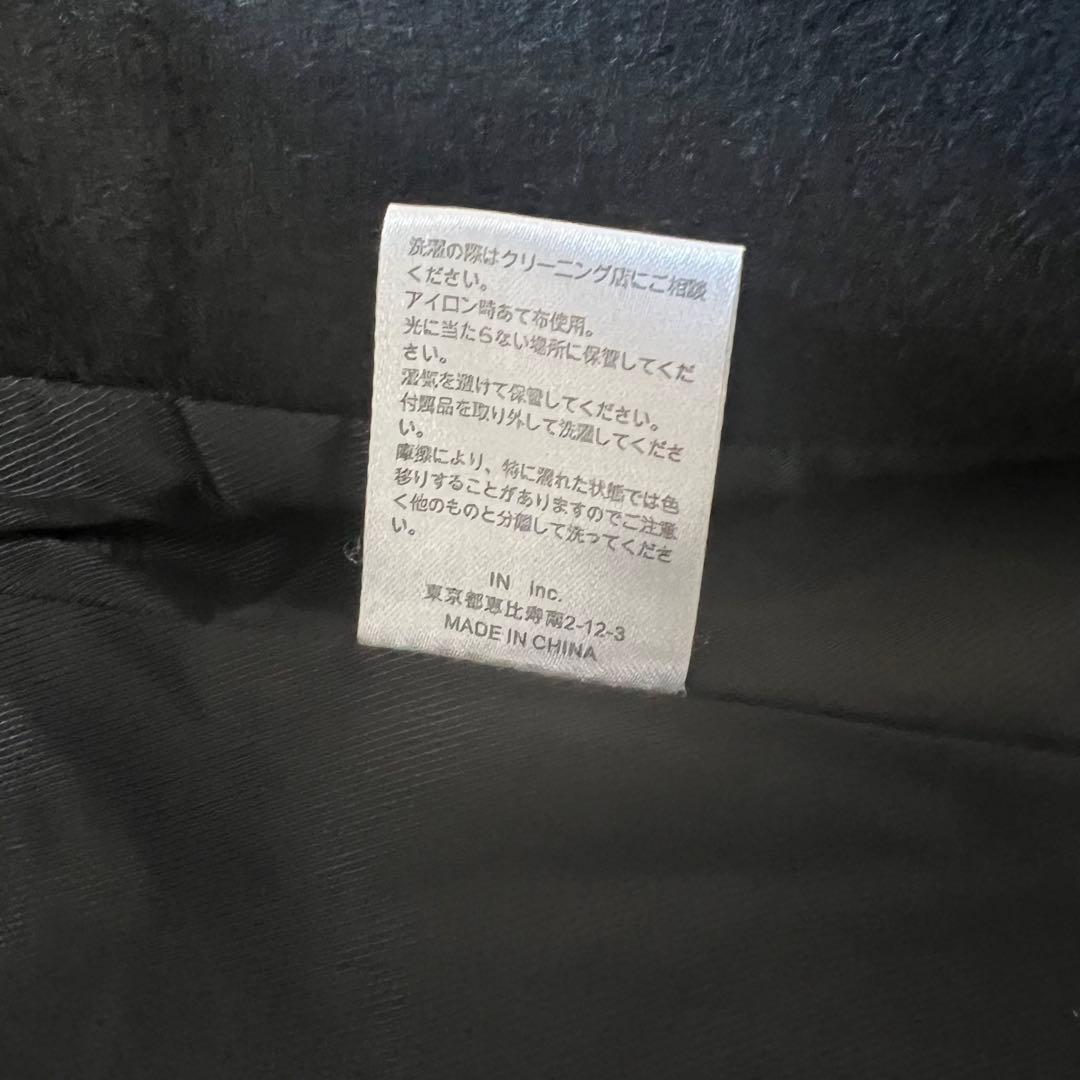 洗濯の際はクリーニング店にご相談
ください。
アイロン時あて布使用。
光に当たらない場所に保管してくだ
さい。
湿気を避けて保管してください。
付属品を取り外して洗濯してくださ
い。
摩擦により、特に濡れた状態では色
移りすることがありますのでご注意
く他のものと分離して洗ってくださ
い。
IN Inc.
東京都恵比寿南2-12-3
MADE IN CHINA